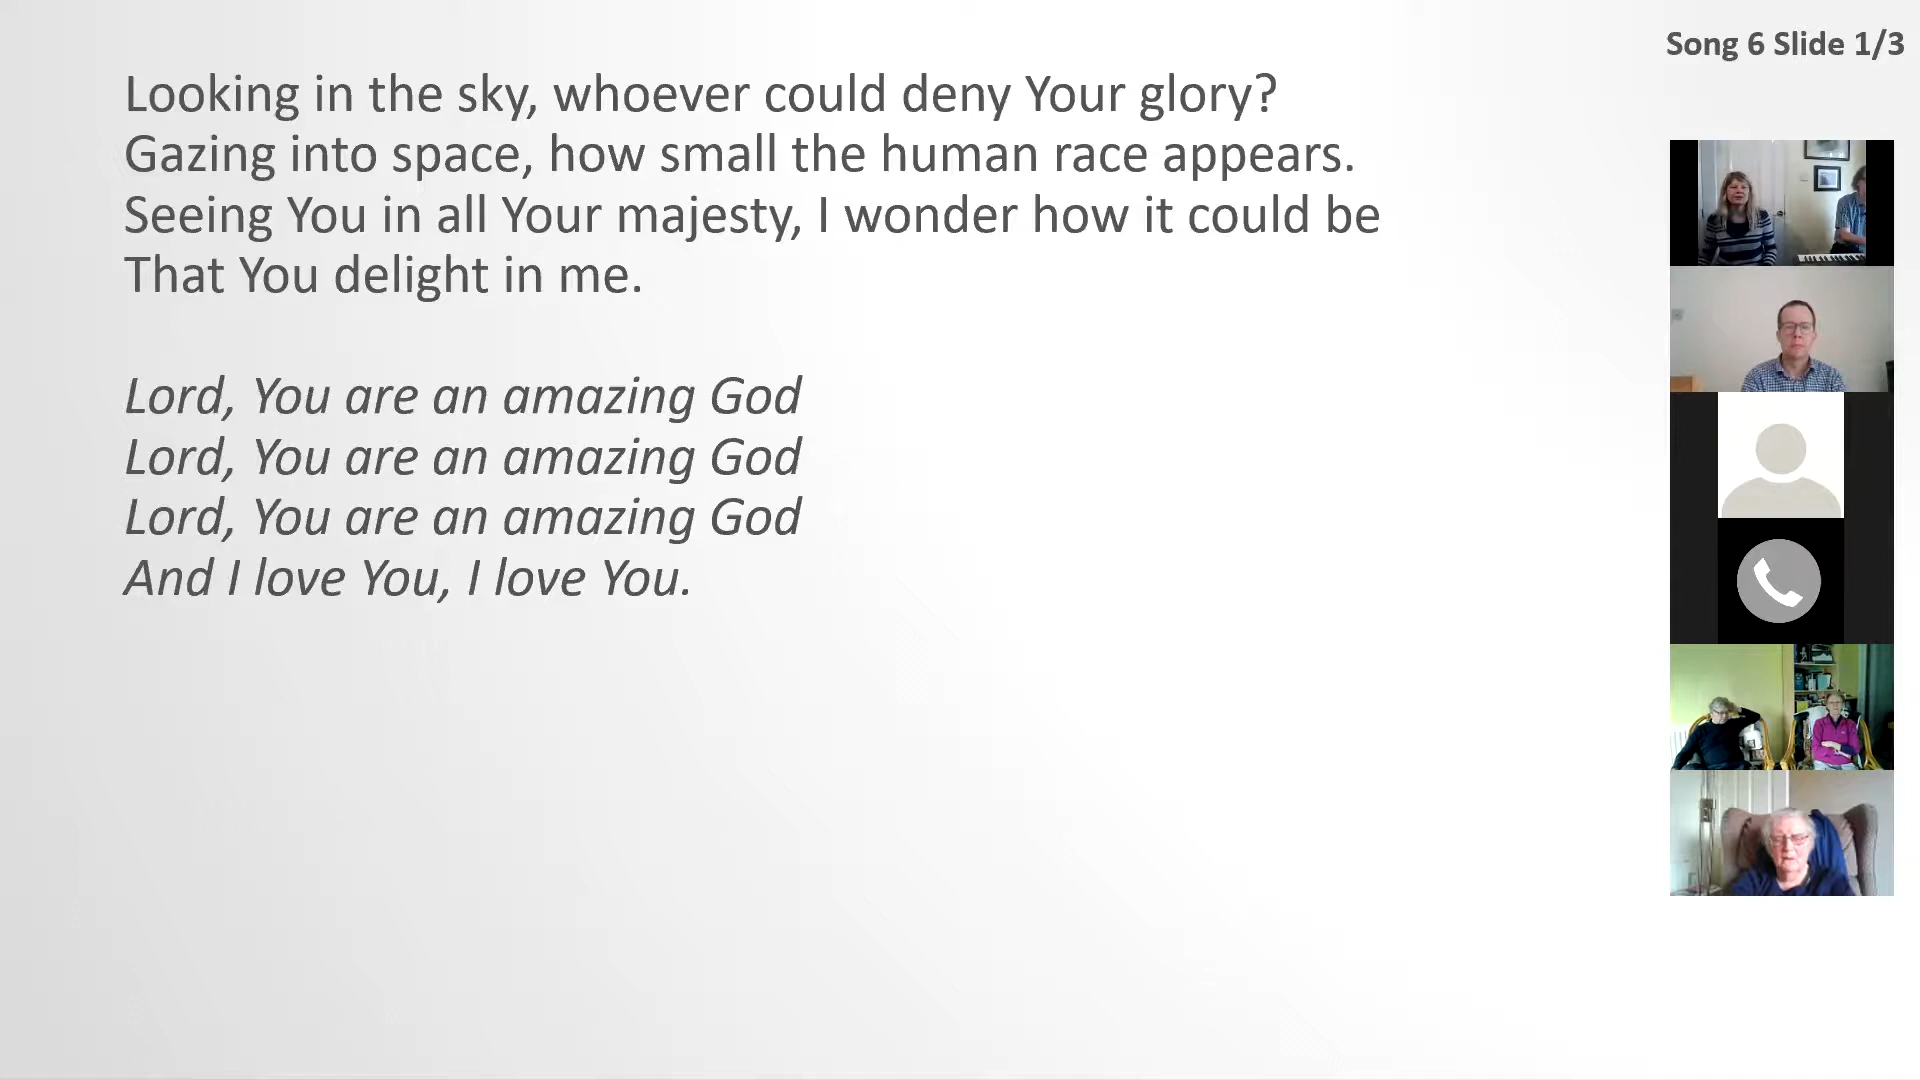 Song 6 Slide 1/3
Looking in the sky, whoever could deny Your glory?
Gazing into space, how small the human race appears.
Seeing You in all Your majesty, I wonder how it could be
That You delight in me.
Lord, You are an amazing God
Lord, You are an amazing God
Lord, You are an amazing God
And I love You, I love You.